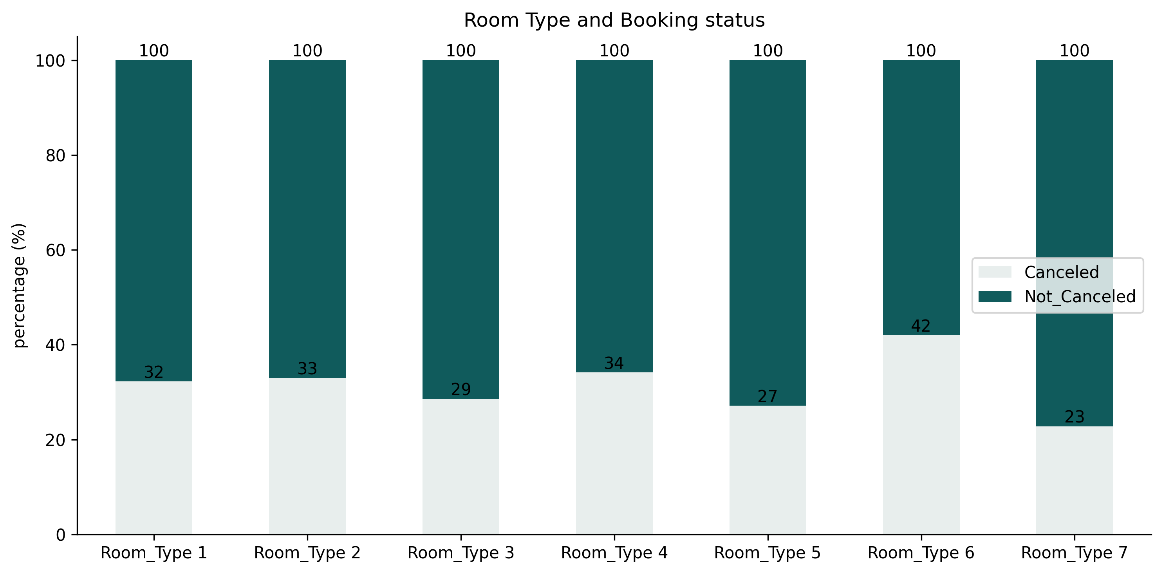 Room Type and Booking status
100 100 100 100 100 100 100
100
80
60
40
20
0
percentage (%)
32 33 29 34 27 42 23
Canceled
Not_Canceled
Room_Type 1 Room_Type 2 Room_Type 3 Room_Type 4 Room_Type 5 Room_Type 6 Room_Type 7